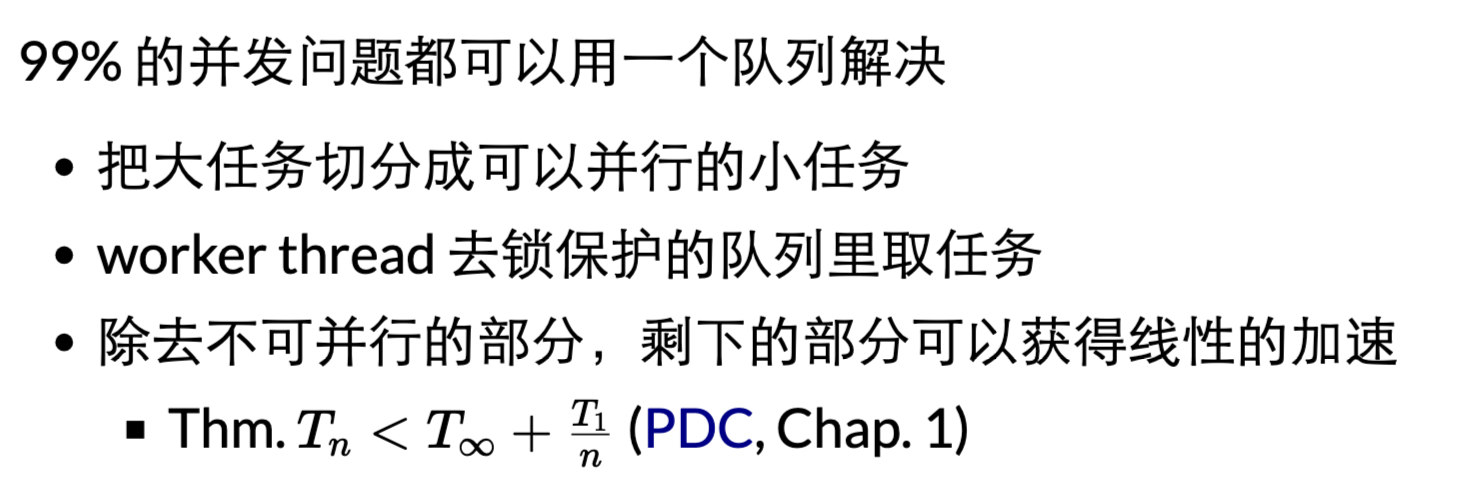 99% 的并发问题都可以用一个队列解决
• 把大任务切分成可以并行的小任务
• worker thread 去锁保护的队列里取任务
• 除去不可并行的部分，剩下的部分可以获得线性的加速
▪ Thm. $T_n < T_\infty + \frac{T_1}{n}$ (PDC, Chap. 1)